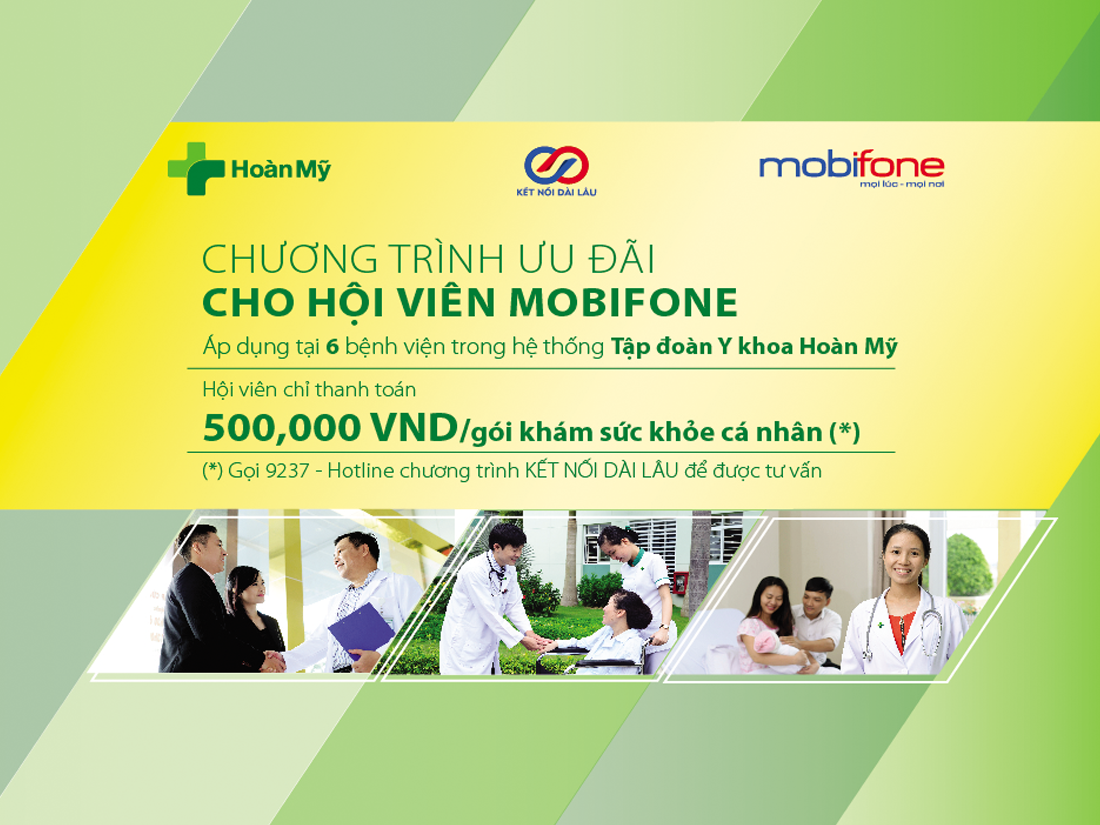 Hoàn Mỹ
KẾT NỐI DÀI LÂU
mobifone
mọi lúc - mọi nơi
CHƯƠNG TRÌNH ƯU ĐÃI
CHO HỘI VIÊN MOBIFONE
Áp dụng tại 6 bệnh viện trong hệ thống Tập đoàn Y khoa Hoàn Mỹ
Hội viên chỉ thanh toán
500,000 VND/gói khám sức khỏe cá nhân (*)
(*) Gọi 9237 - Hotline chương trình KẾT NỐI DÀI LÂU để được tư vấn